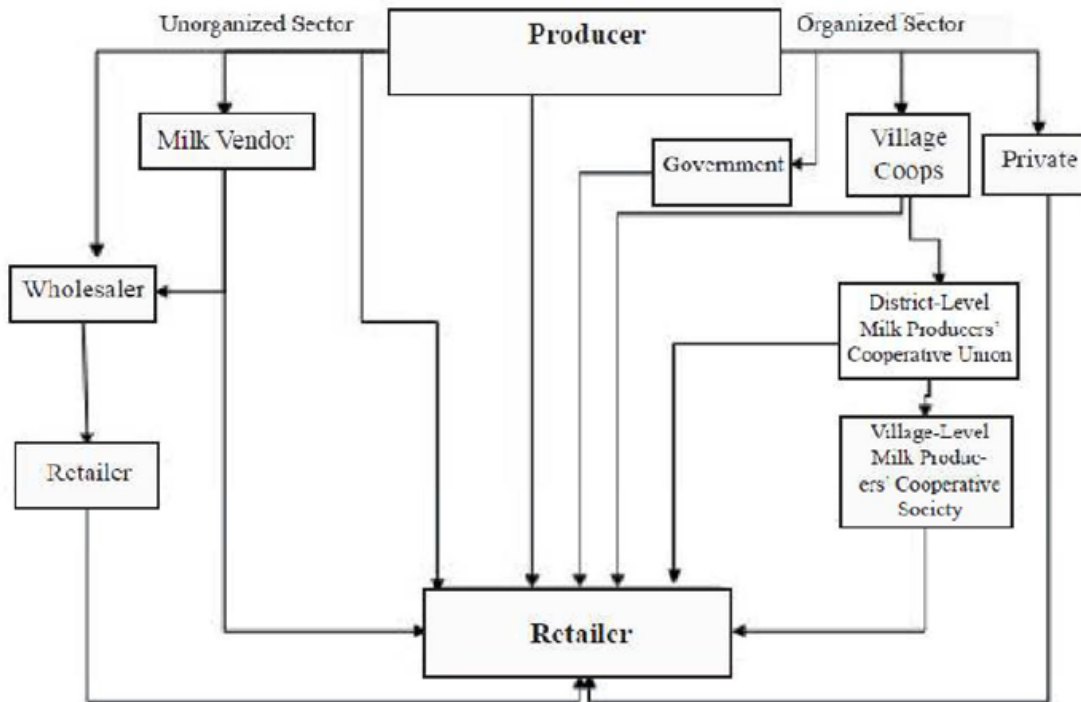 Unorganized Sector
Producer
Organized Sector
Milk Vendor
Government
Village
Coops
Private
Wholesaler
District-Level
Milk Producers’
Cooperative Union
Retailer
Village-Level
Milk Produc-
ers’ Cooperative
Society
Retailer